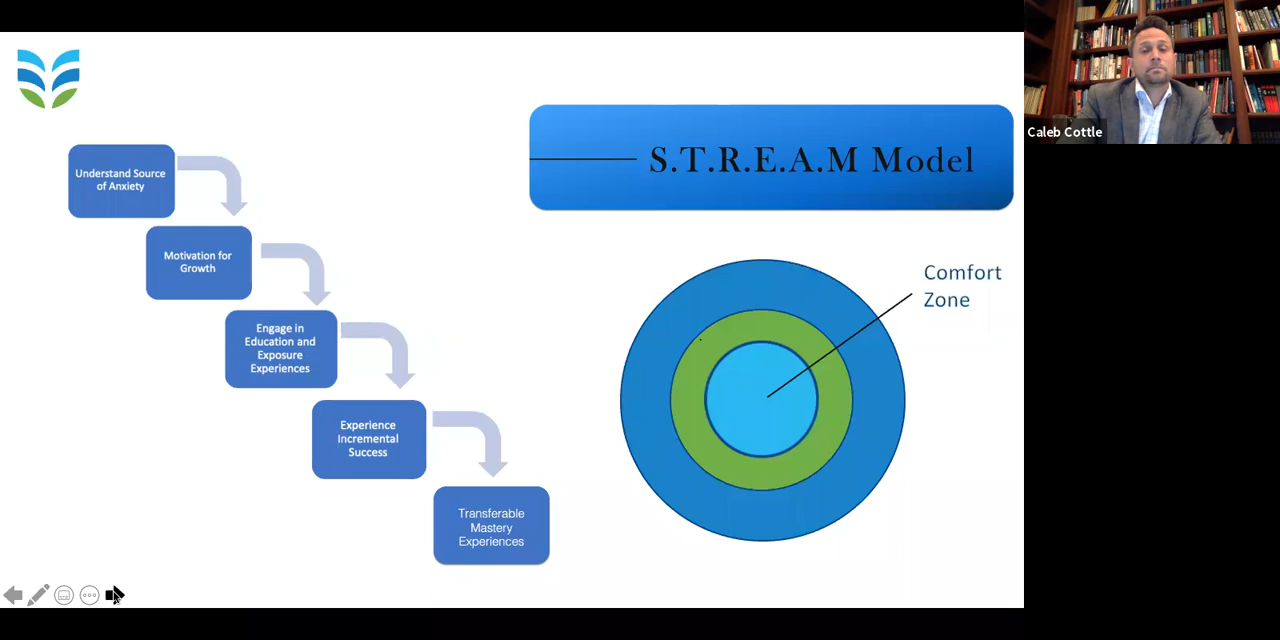 Understand Source
of Anxiety
Motivation for
Growth
Engage in
Education and
Exposure
Experiences
Experience
Incremental
Success
Transferable
Mastery
Experiences
S.T.R.E.A.M Model
Comfort
Zone
Caleb Cottle